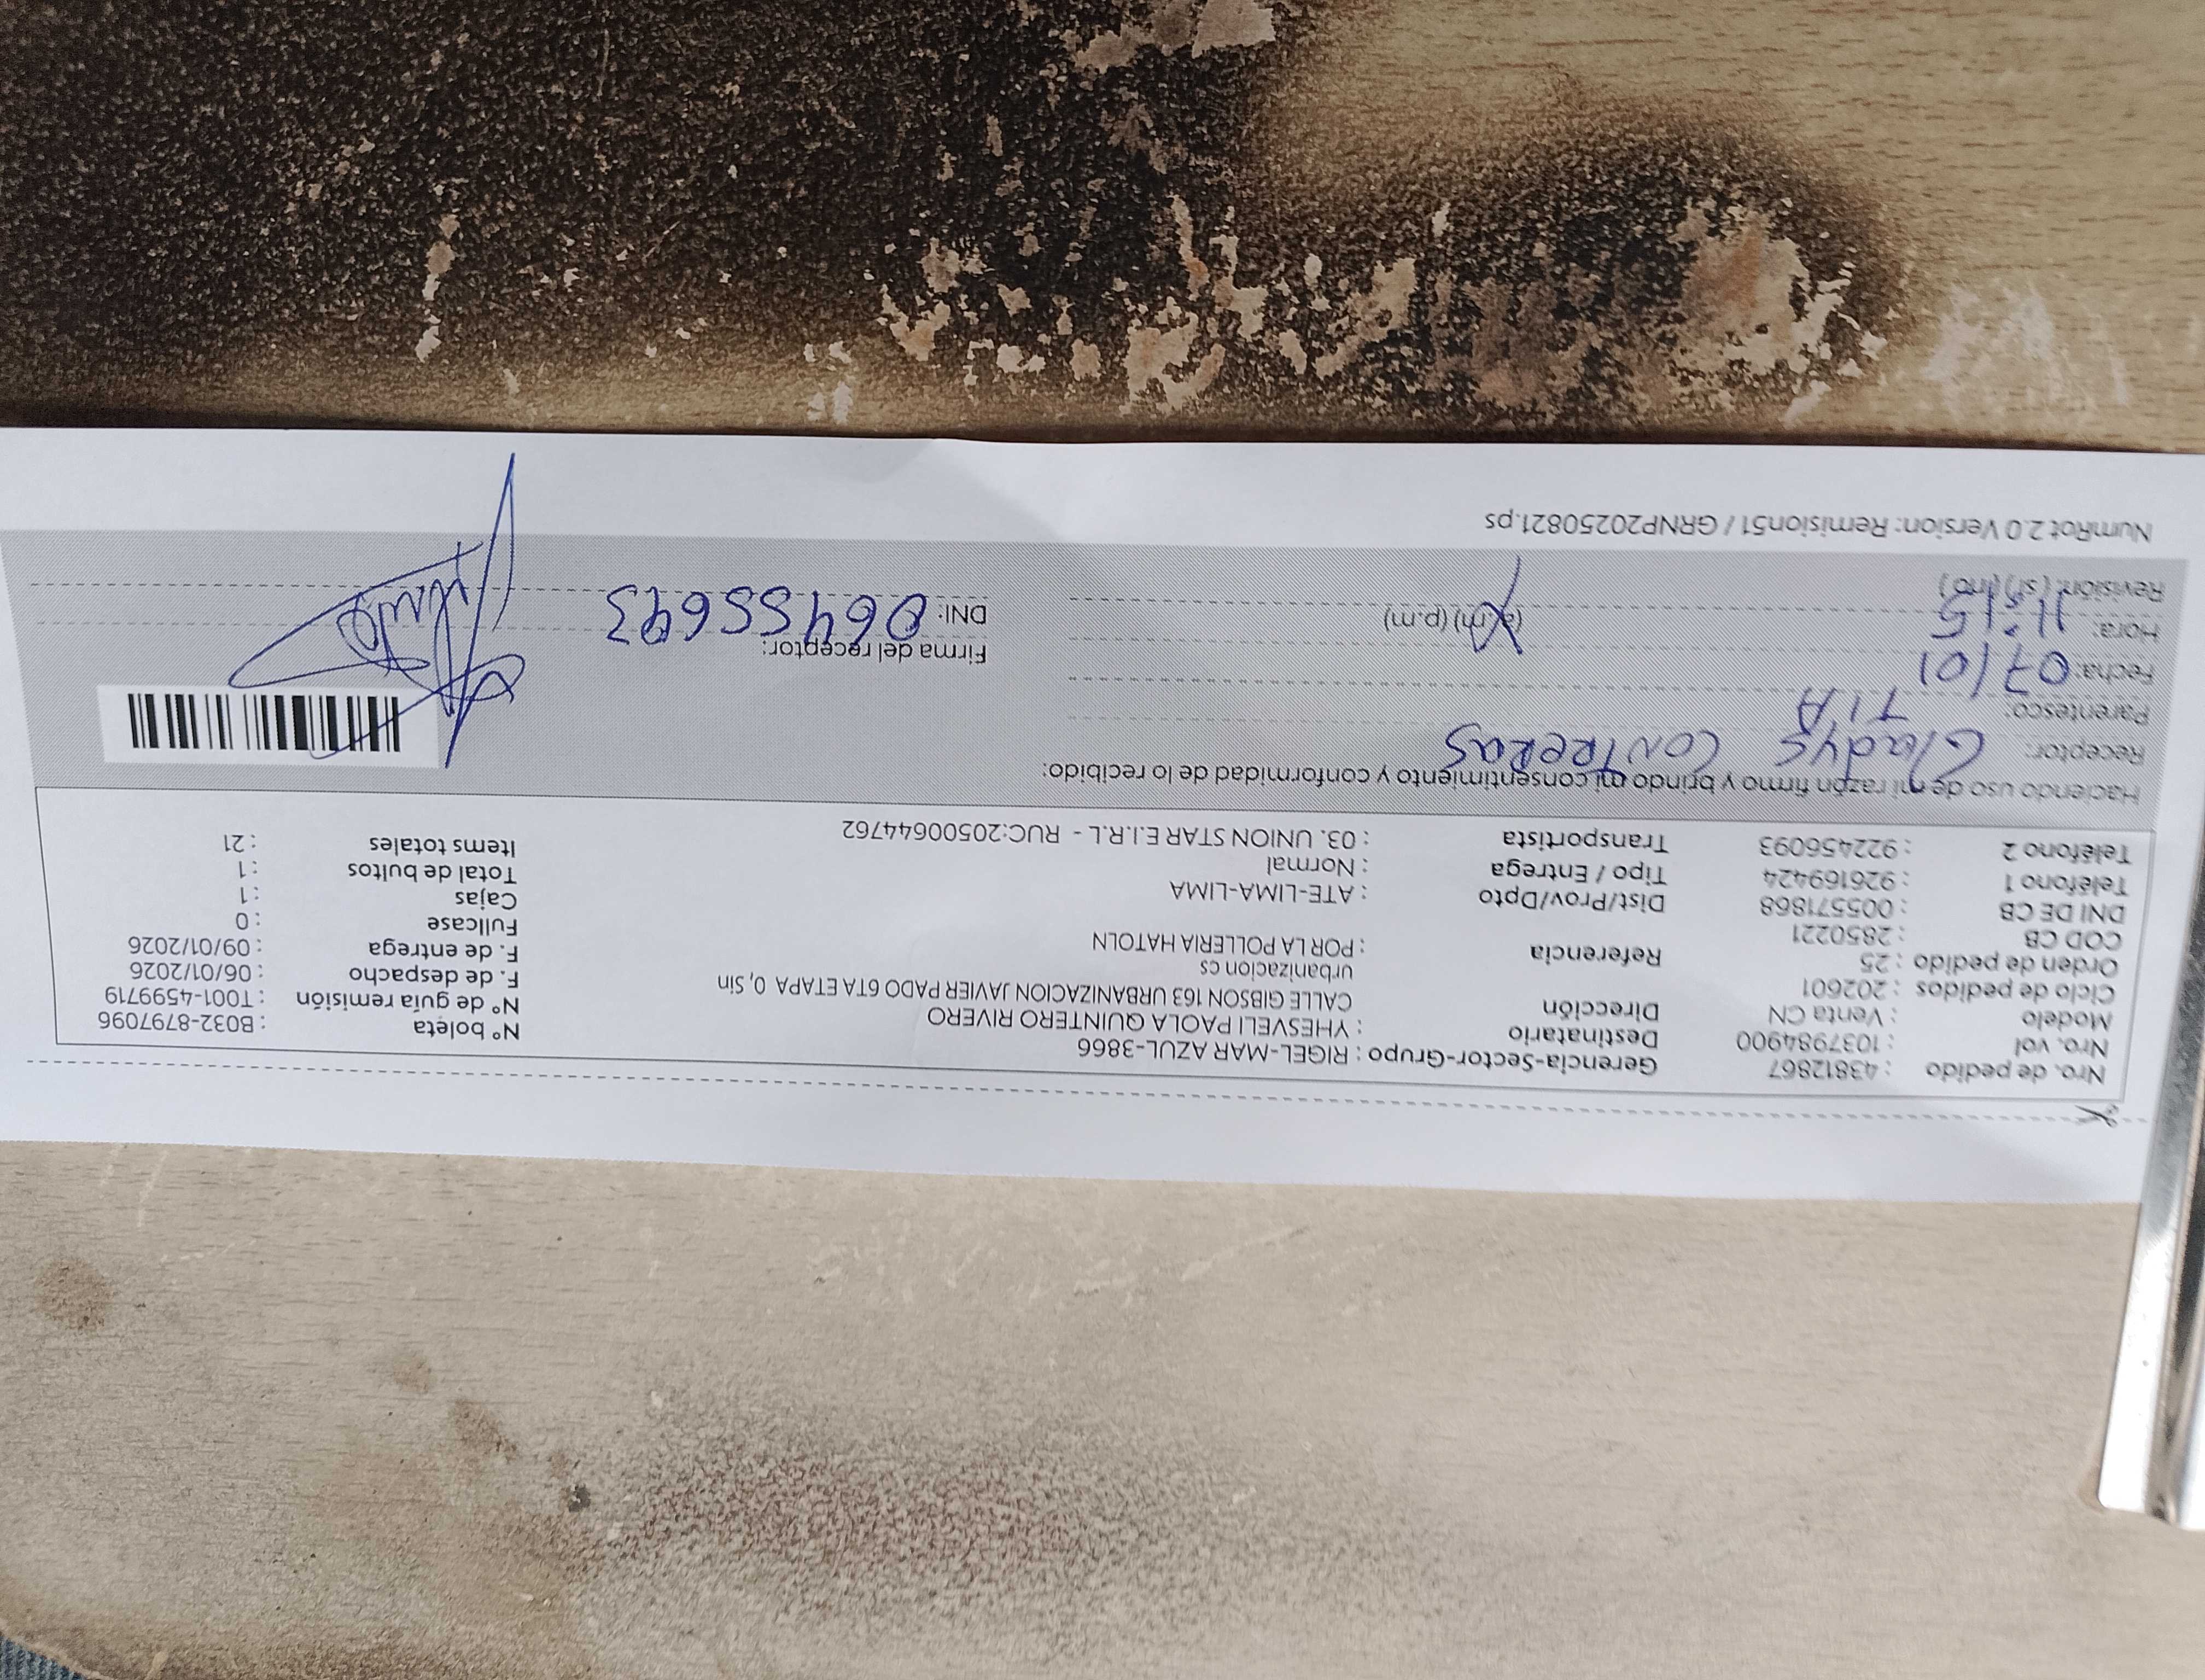 Nro. de pedido : 43812867 Gerencia-Sector-Grupo : RIGEL-MAR AZUL-3866 N° boleta : B032-8797096
Nro. vol : 1037984900 Destinatario : YHESVELI PAOLA QUINTERO RIVERO N° de guía remisión : T001-4599719
Modelo : Venta CN Dirección CALLE GIBSON 163 URBANIZACION JAVIER PADO 6TA ETAPA 0, Sin F. de despacho : 06/01/2026
Ciclo de pedidos : 202601 urbanizacion cs F. de entrega : 09/01/2026
Orden de pedido : 25 Referencia : POR LA POLLERIA HATOLN Fullcase : 0
COD CB : 2850221 Cajas : 1
DNI DE CB : 005571868 Dist/Prov/Dpto : ATE-LIMA-LIMA Total de bultos : 1
Teléfono 1 : 926169424 Tipo / Entrega : Normal Items totales : 21
Teléfono 2 : 922456093 Transportista : 03. UNION STAR E.I.R.L - RUC:20500644762
Haciendo uso de mi razón firmo y brindo mi consentimiento y conformidad de lo recibido:
Receptor: Gladys CONTRERAS
Parentesco: TIA
Fecha: 07/01 Firma del receptor:
Hora: 11:15 (a.m) (p.m) DNI: 06455693
Revisión: (si) (no)
NumRot 2.0 Version: Remision51 / GRNP20250821.ps